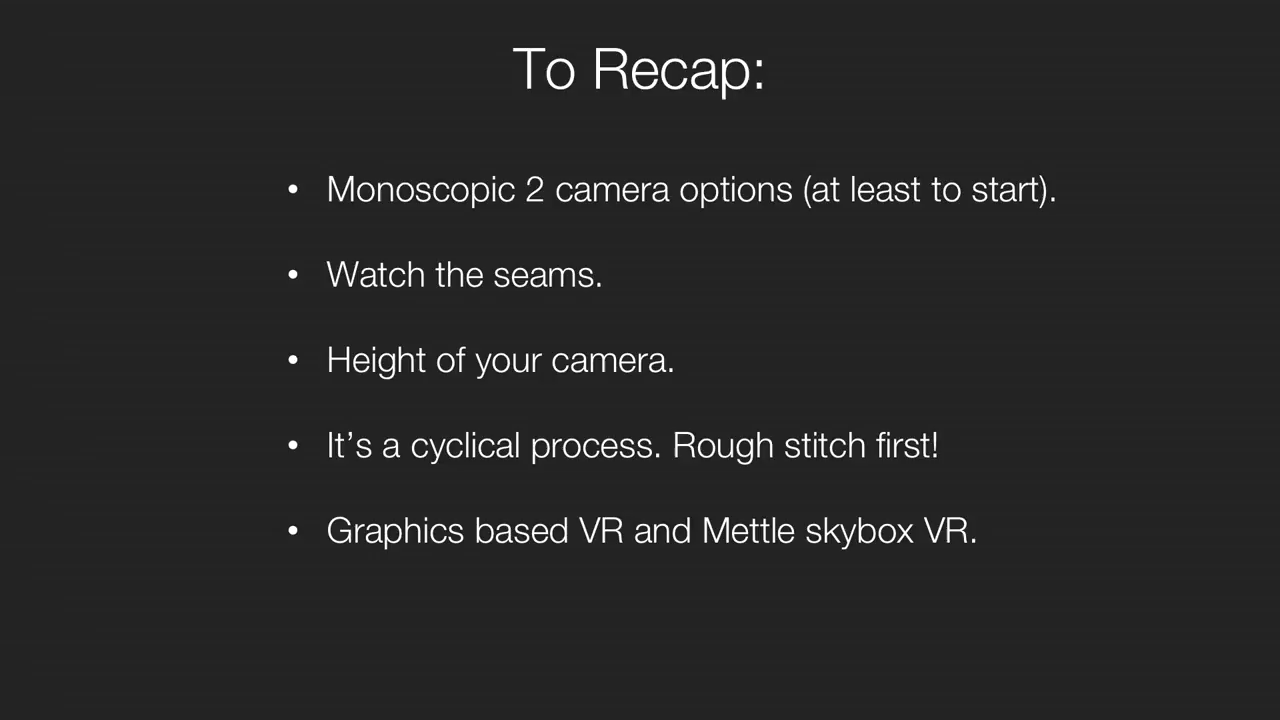 To Recap:
• Monoscopic 2 camera options (at least to start).
• Watch the seams.
• Height of your camera.
• It’s a cyclical process. Rough stitch first!
• Graphics based VR and Mettle skybox VR.